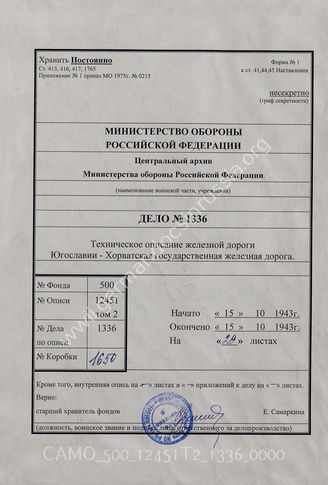 Хранить Постоянно
Ст. 413, 416, 417, 1765
Приложение № 1 приказ МО 1975г. № 0215
Форма № 1
к ст. 41,44,45 Наставления
несекретно
(гриф секретности)
МИНИСТЕРСТВО ОБОРОНЫ
РОССИЙСКОЙ ФЕДЕРАЦИИ
Центральный архив
Министерства обороны Российской Федерации
(наименование воинской части, учреждения)
ДЕЛО № 1336
Техническое описание железной дороги
Югославии - Хорватская государственная железная дорога.
№ Фонда 500
№ Описи 12451
том 2
№ Дела 1336
по описи
№ Коробки 1650
Начато « 15 » 10 1943г.
Окончено « 15 » 10 1943г.
На «29» листах
Кроме того, внутренняя опись на «—» листах и «—» приложений к делу на «—» листах.
Верно:
старший хранитель фондов Е. Самаркина
(должность, воинское звание и подпись ответственного за делопроизводство)
CAMO_500_12451T2_1336_0000